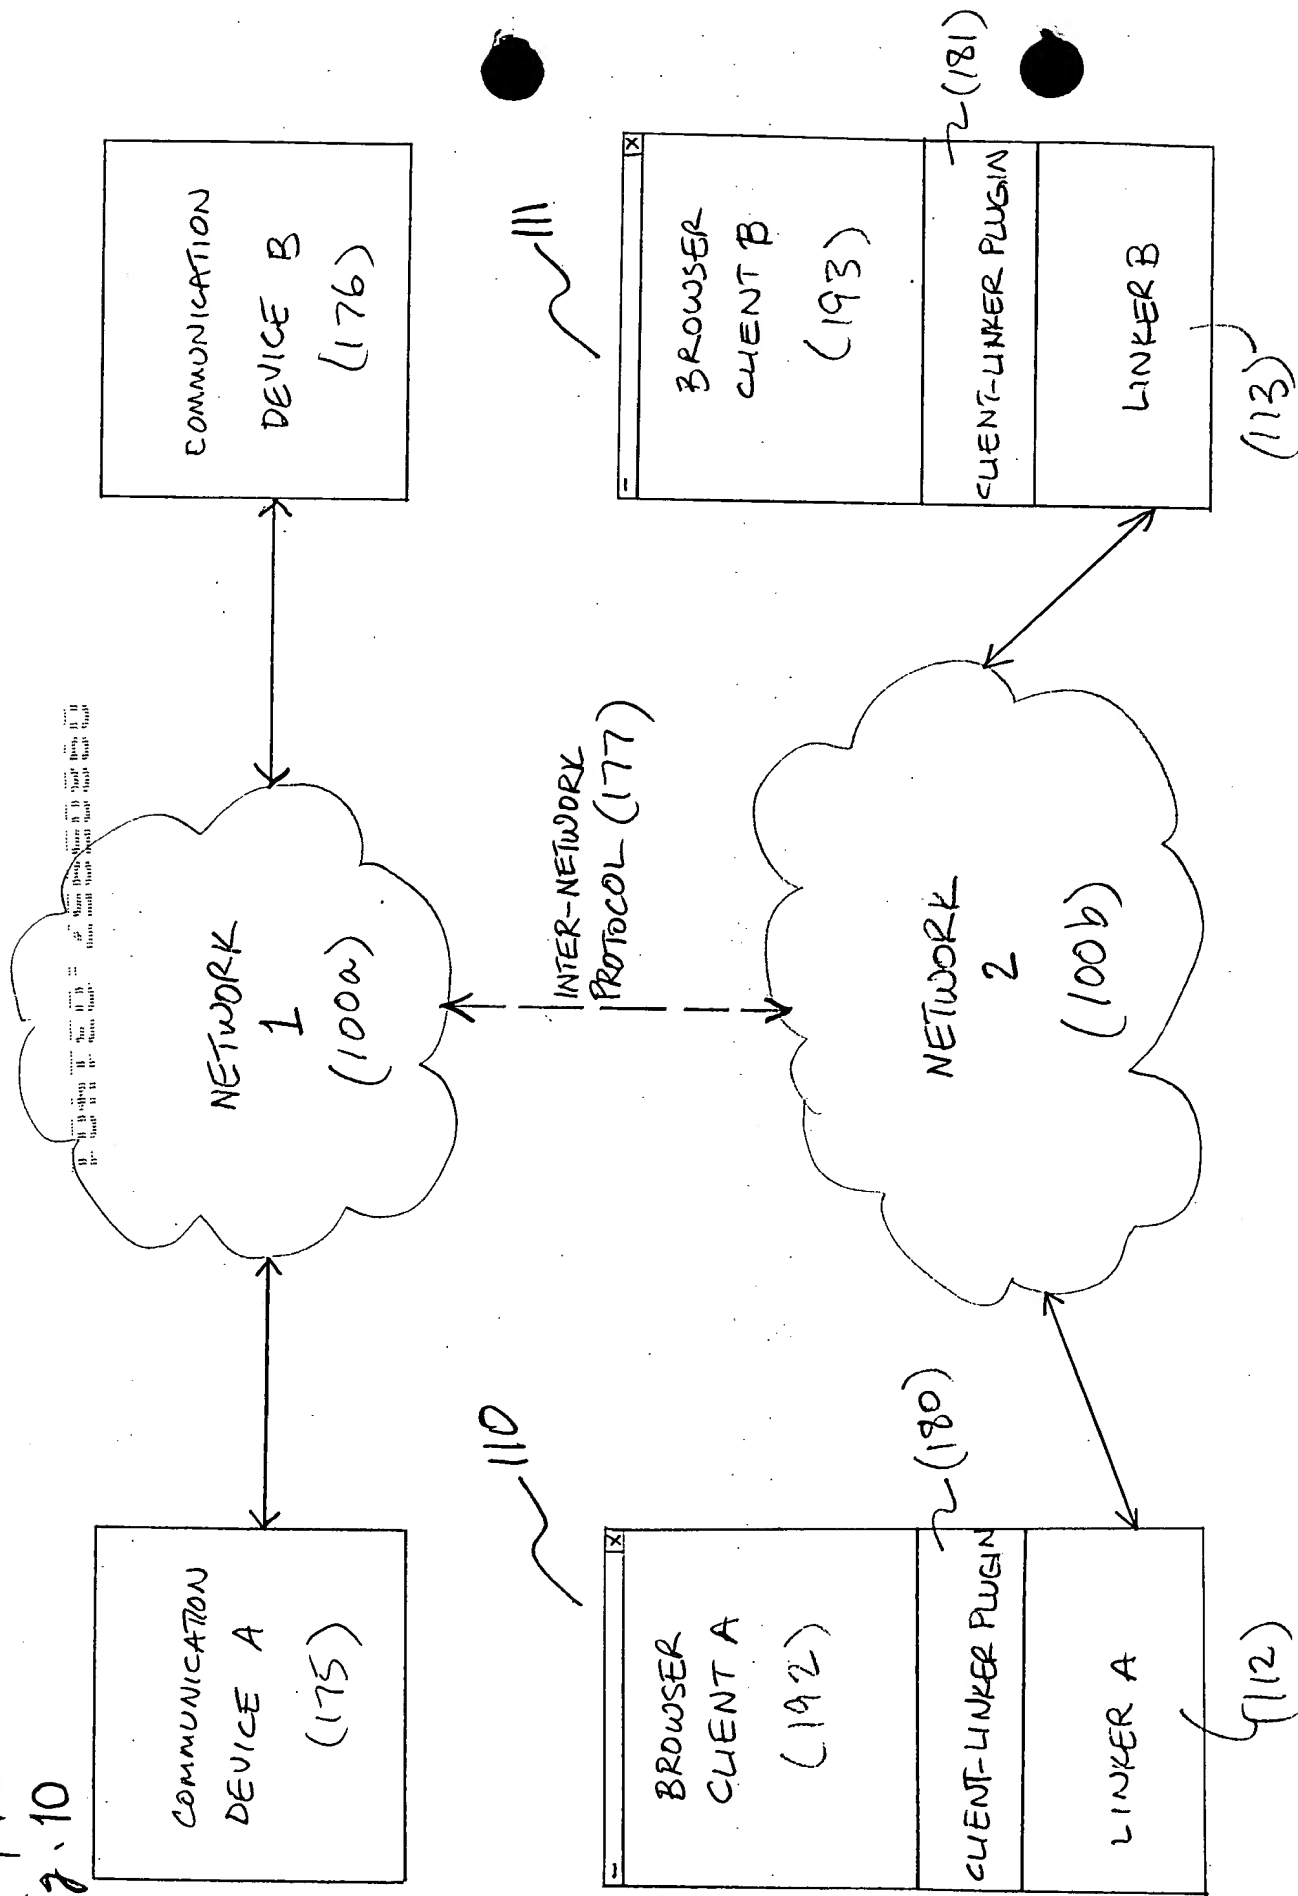 g. 10
COMMUNICATION
DEVICE A
(175)
NETWORK
1
(100a)
COMMUNICATION
DEVICE B
(176)
INTER-NETWORK
PROTOCOL (177)
110
X
-
BROWSER
CLIENT A
(192)
CLIENT-LINKER PLUGIN
(180)
LINKER A
(112)
NETWORK
2
(100b)
111
X
-
BROWSER
CLIENT B
(193)
CLIENT-LINKER PLUGIN
(181)
LINKER B
(113)